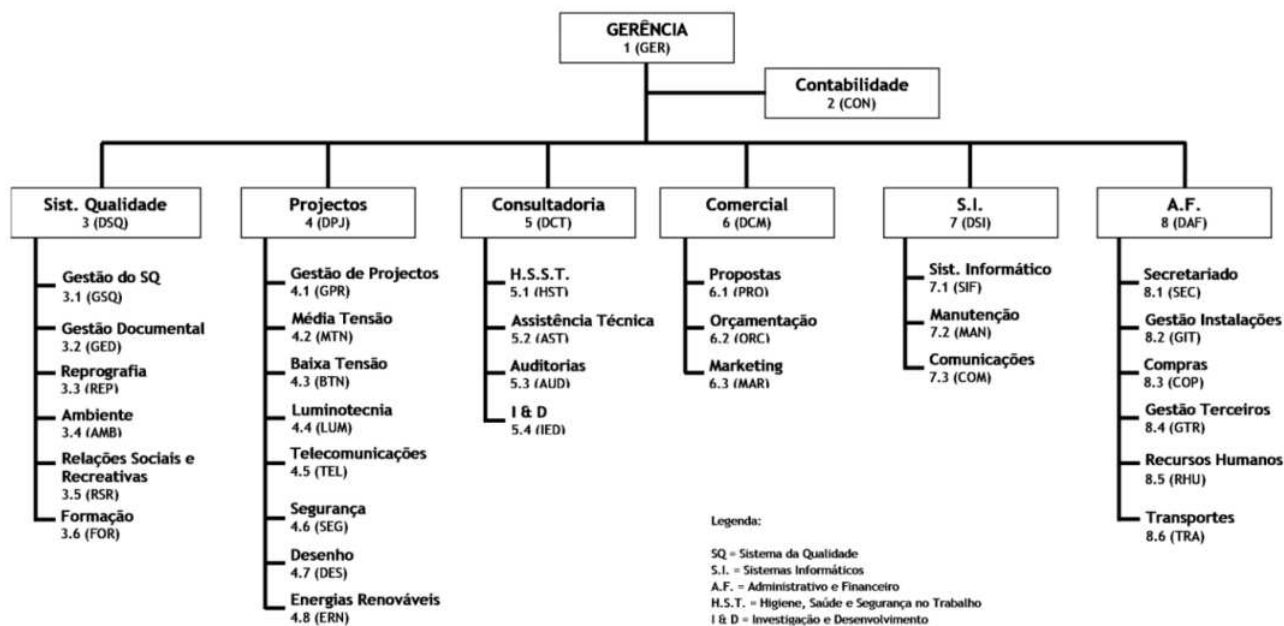 GERÊNCIA
1 (GER)
Contabilidade
2 (CON)
Sist. Qualidade
3 (DSQ)
Gestão do SQ
3.1 (GSQ)
Gestão Documental
3.2 (GED)
Reprografia
3.3 (REP)
Ambiente
3.4 (AMB)
Relações Sociais e
Recreativas
3.5 (RSR)
Formação
3.6 (FOR)
Projectos
4 (DPJ)
Gestão de Projectos
4.1 (GPR)
Média Tensão
4.2 (MTN)
Baixa Tensão
4.3 (BTN)
Luminotecnia
4.4 (LUM)
Telecomunicações
4.5 (TEL)
Segurança
4.6 (SEG)
Desenho
4.7 (DES)
Energias Renováveis
4.8 (ERN)
Consultadoria
5 (DCT)
H.S.S.T.
5.1 (HST)
Assistência Técnica
5.2 (AST)
Auditorias
5.3 (AUD)
I & D
5.4 (IED)
Comercial
6 (DCM)
Propostas
6.1 (PRO)
Orçamentação
6.2 (ORC)
Marketing
6.3 (MAR)
S.I.
7 (DSI)
Sist. Informático
7.1 (SIF)
Manutenção
7.2 (MAN)
Comunicações
7.3 (COM)
A.F.
8 (DAF)
Secretariado
8.1 (SEC)
Gestão Instalações
8.2 (GIT)
Compras
8.3 (COP)
Gestão Terceiros
8.4 (GTR)
Recursos Humanos
8.5 (RHU)
Transportes
8.6 (TRA)
Legenda:
SQ = Sistema da Qualidade
S.I. = Sistemas Informáticos
A.F. = Administrativo e Financeiro
H.S.T. = Higiene, Saúde e Segurança no Trabalho
I & D = Investigação e Desenvolvimento